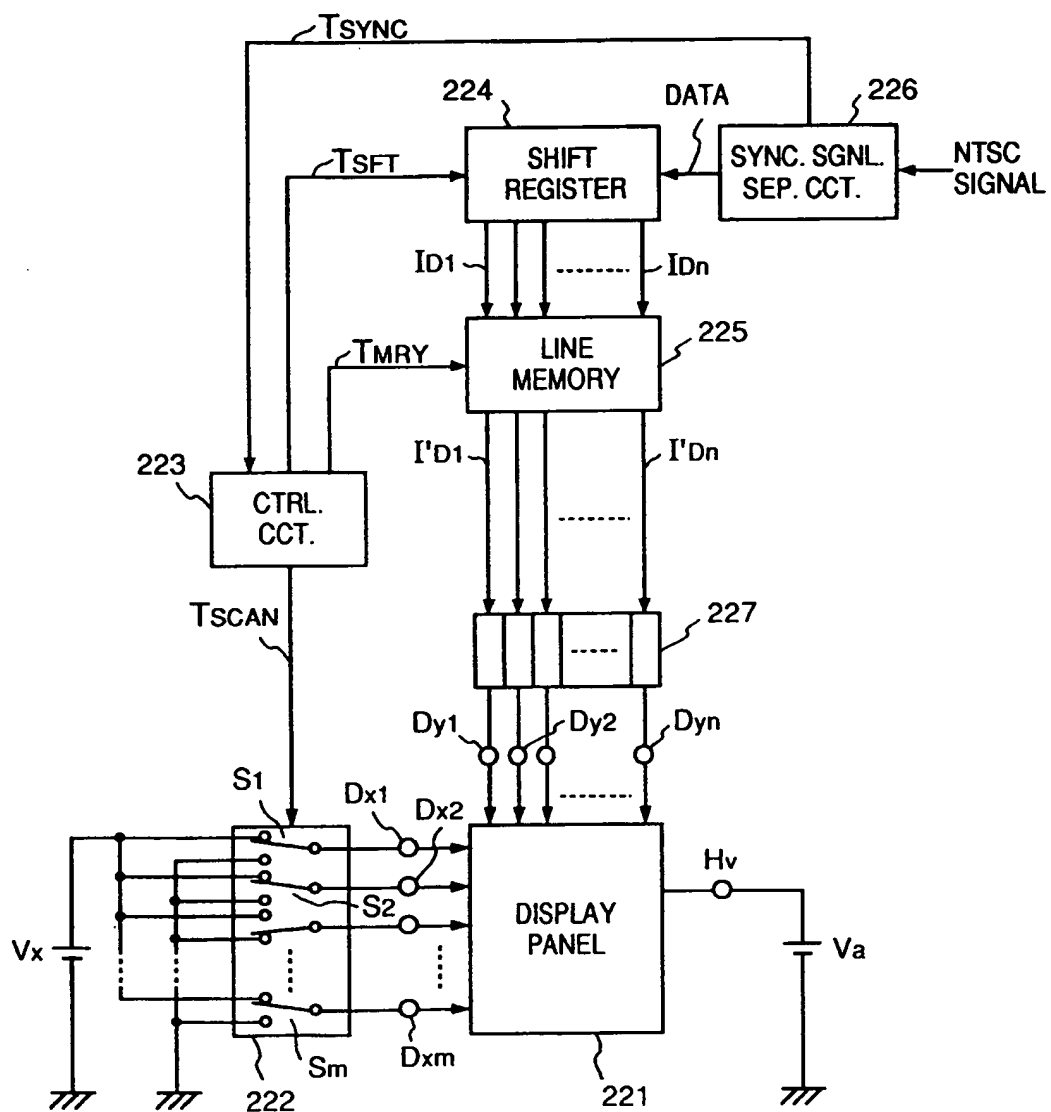 TSYNC
224
DATA
226
SHIFT
REGISTER
SYNC. SGNL.
SEP. CCT.
NTSC
SIGNAL
TSFT
ID1
IDn
TMRY
LINE
MEMORY
225
I'D1
I'Dn
223
CTRL.
CCT.
TSCAN
227
Dy1
Dy2
Dyn
S1
Dx1
Dx2
S2
Hv
DISPLAY
PANEL
Vx
Va
Sm
Dxm
222
221